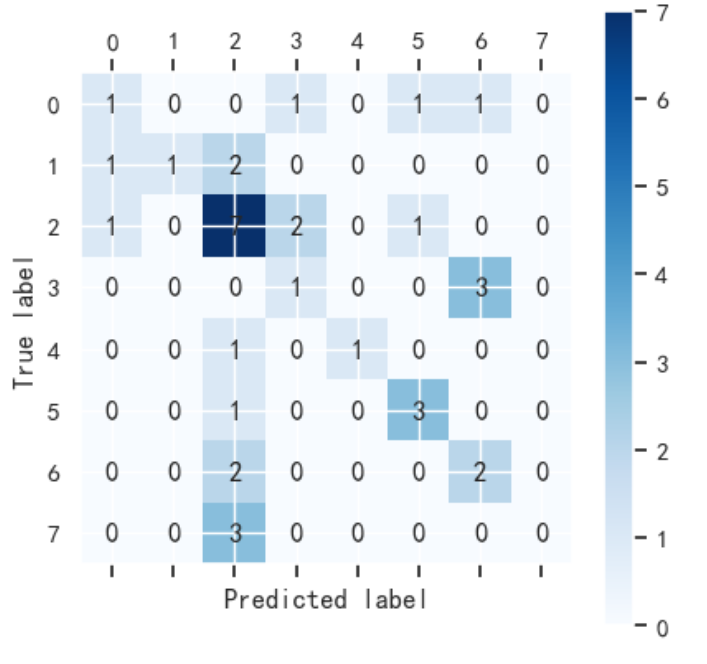 0 1 2 3 4 5 6 7
0 1 0 0 1 0 1 1 0
1 1 1 2 0 0 0 0 0
2 1 0 7 2 0 1 0 0
3 0 0 0 1 0 0 3 0
4 0 0 1 0 1 0 0 0
5 0 0 1 0 0 3 0 0
6 0 0 2 0 0 0 2 0
7 0 0 3 0 0 0 0 0
True label
Predicted label
7
6
5
4
3
2
1
0